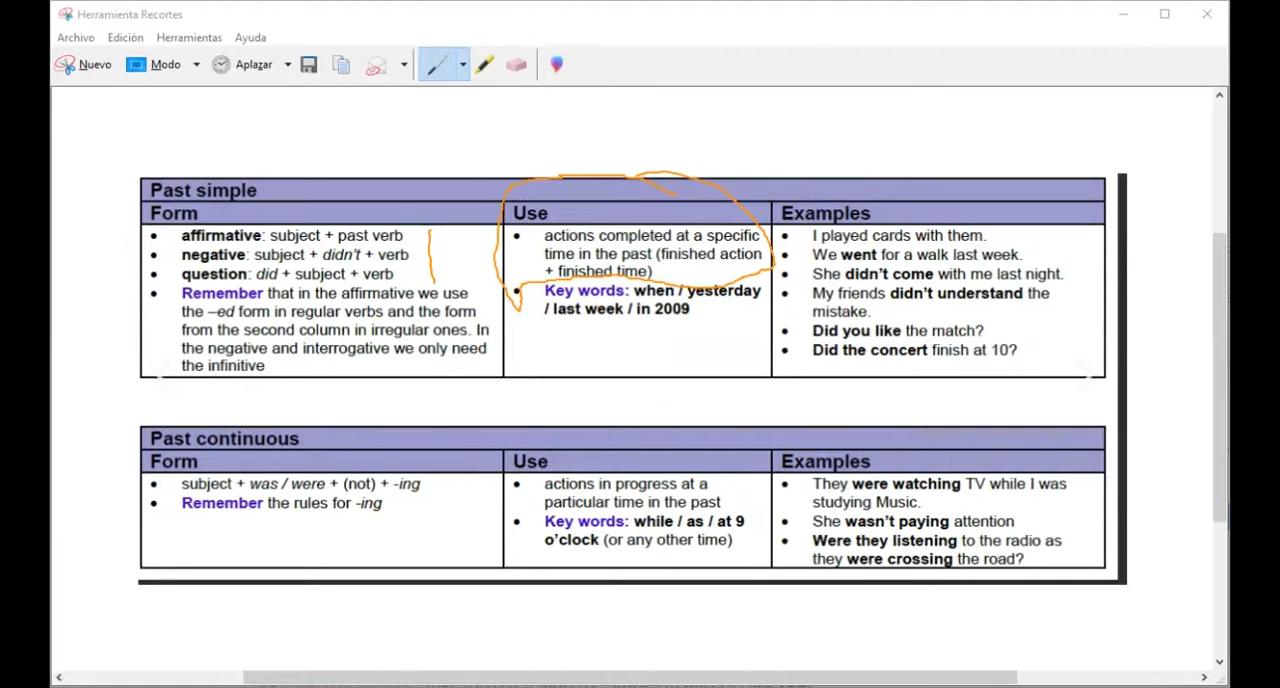 Herramienta Recortes
Archivo Edición Herramientas Ayuda
Nuevo Modo Aplazar
Past simple
Form
• affirmative: subject + past verb
• negative: subject + didn't + verb
• question: did + subject + verb
• Remember that in the affirmative we use
the –ed form in regular verbs and the form
from the second column in irregular ones. In
the negative and interrogative we only need
the infinitive
Use
• actions completed at a specific
time in the past (finished action
+ finished time)
• Key words: when / yesterday
/ last week / in 2009
Examples
• I played cards with them.
• We went for a walk last week.
• She didn't come with me last night.
• My friends didn't understand the
mistake.
• Did you like the match?
• Did the concert finish at 10?
Past continuous
Form
• subject + was / were + (not) + -ing
• Remember the rules for -ing
Use
• actions in progress at a
particular time in the past
• Key words: while / as / at 9
o'clock (or any other time)
Examples
• They were watching TV while I was
studying Music.
• She wasn't paying attention
• Were they listening to the radio as
they were crossing the road?